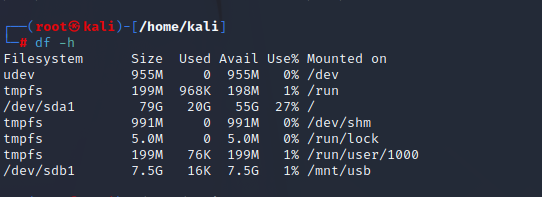 ┌──(root㉿kali)-[/home/kali]
└─# df -h
Filesystem      Size  Used Avail Use% Mounted on
udev            955M     0  955M   0% /dev
tmpfs           199M  968K  198M   1% /run
/dev/sda1        79G   20G   55G  27% /
tmpfs           991M     0  991M   0% /dev/shm
tmpfs           5.0M     0  5.0M   0% /run/lock
tmpfs           199M   76K  199M   1% /run/user/1000
/dev/sdb1       7.5G   16K  7.5G   1% /mnt/usb